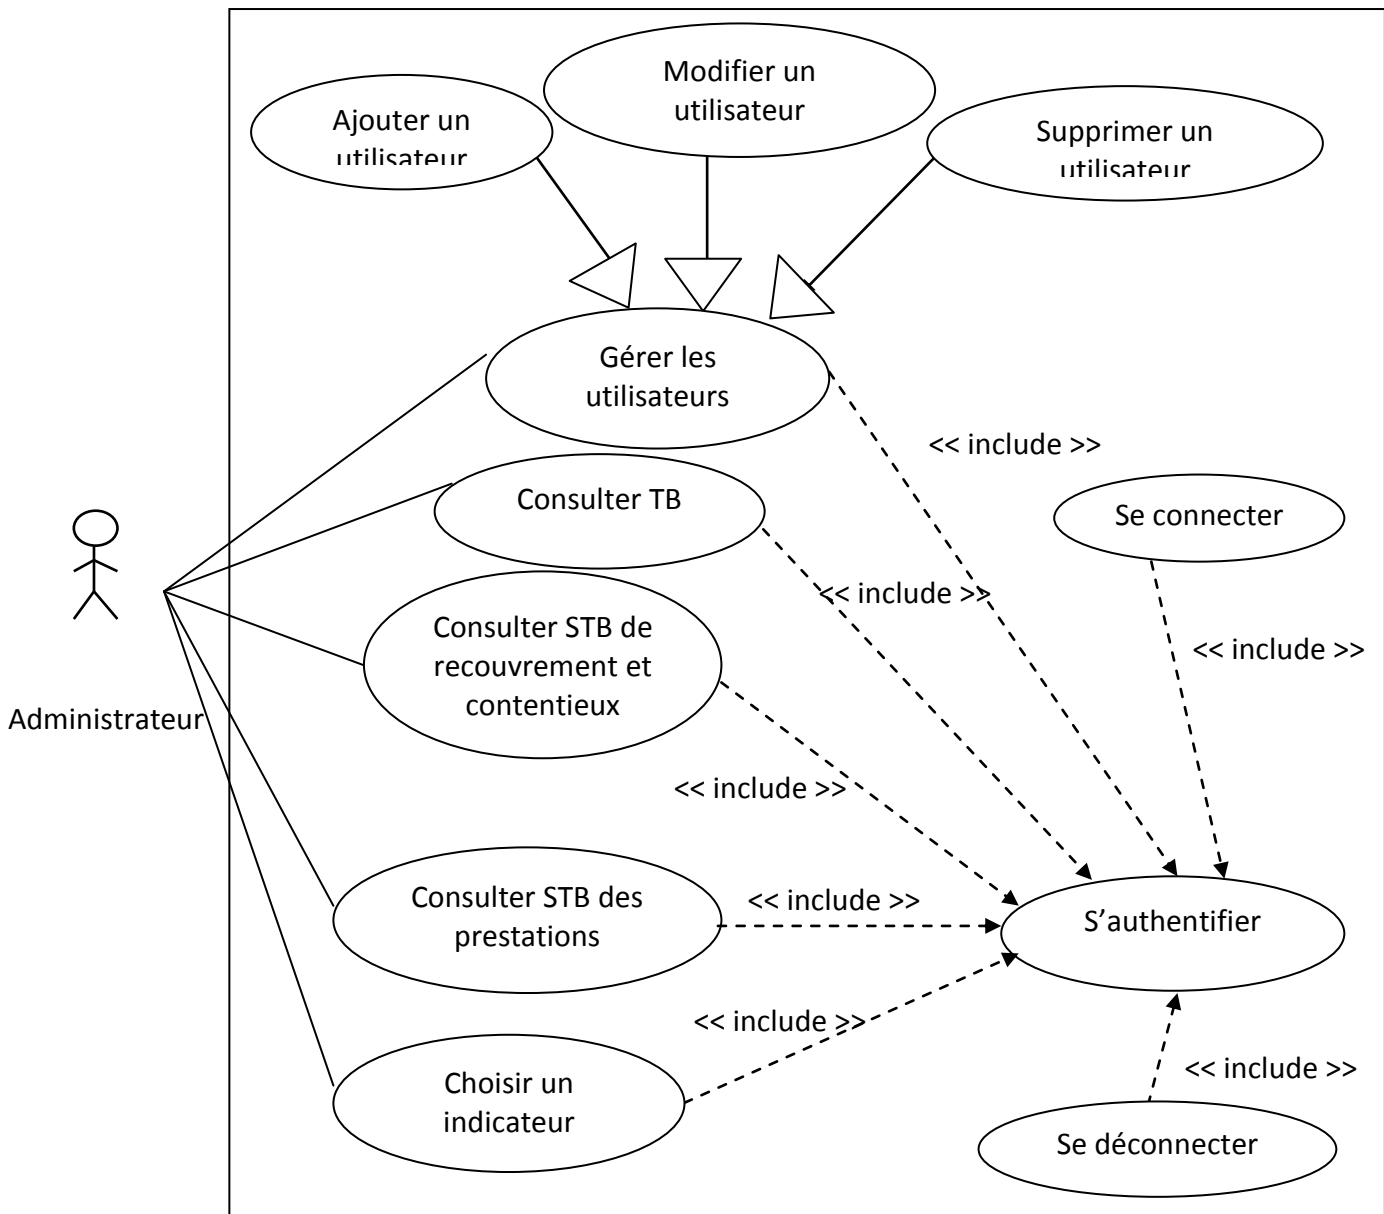 Modifier un
utilisateur
Ajouter un
utilisateur
Supprimer un
utilisateur
Gérer les
utilisateurs
<< include >>
Consulter TB
Se connecter
<< include >>
Consulter STB de
recouvrement et
contentieux
<< include >>
Administrateur
<< include >>
Consulter STB des
prestations
<< include >>
S’authentifier
<< include >>
Choisir un
indicateur
<< include >>
Se déconnecter